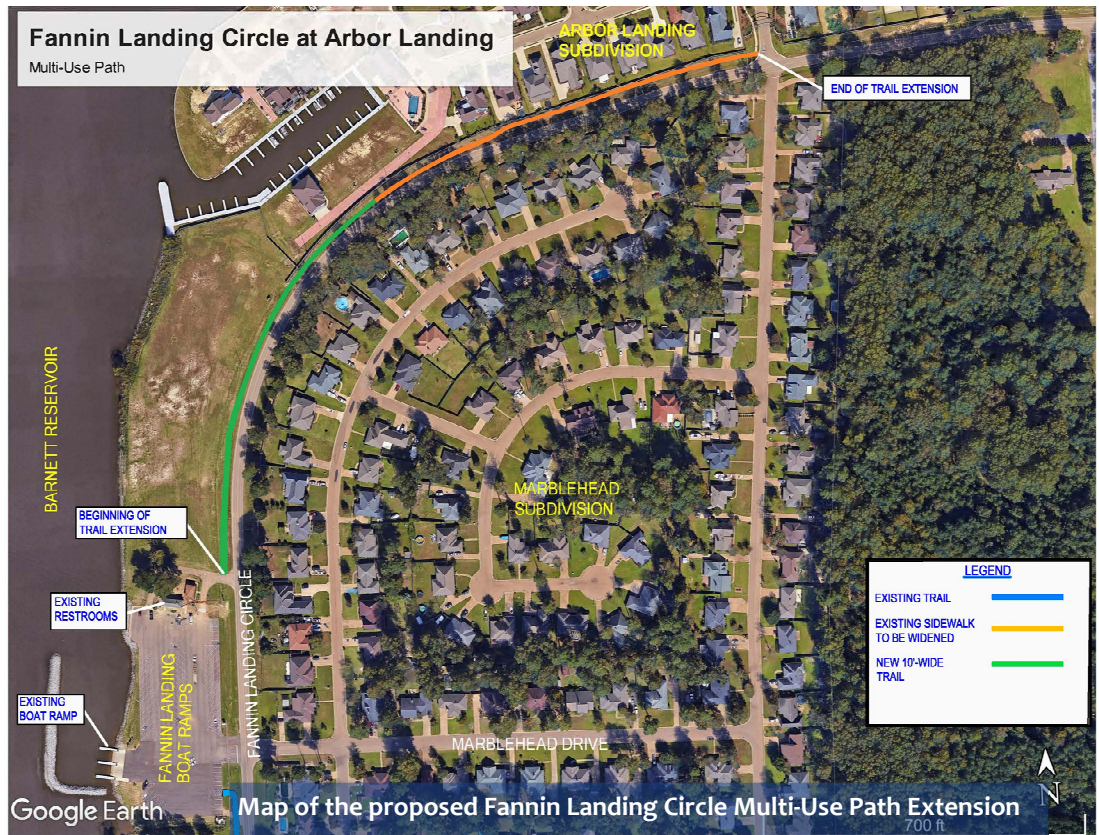 Fannin Landing Circle at Arbor Landing
Multi-Use Path
ARBOR LANDING
SUBDIVISION
END OF TRAIL EXTENSION
BARNETT RESERVOIR
MARBLEHEAD
SUBDIVISION
BEGINNING OF
TRAIL EXTENSION
EXISTING
RESTROOMS
FANNIN LANDING CIRCLE
LEGEND
EXISTING TRAIL
EXISTING SIDEWALK
TO BE WIDENED
NEW 10'-WIDE
TRAIL
EXISTING
BOAT RAMP
FANNIN LANDING
BOAT RAMPS
MARBLEHEAD DRIVE
N
Google Earth
Map of the proposed Fannin Landing Circle Multi-Use Path Extension
700 ft